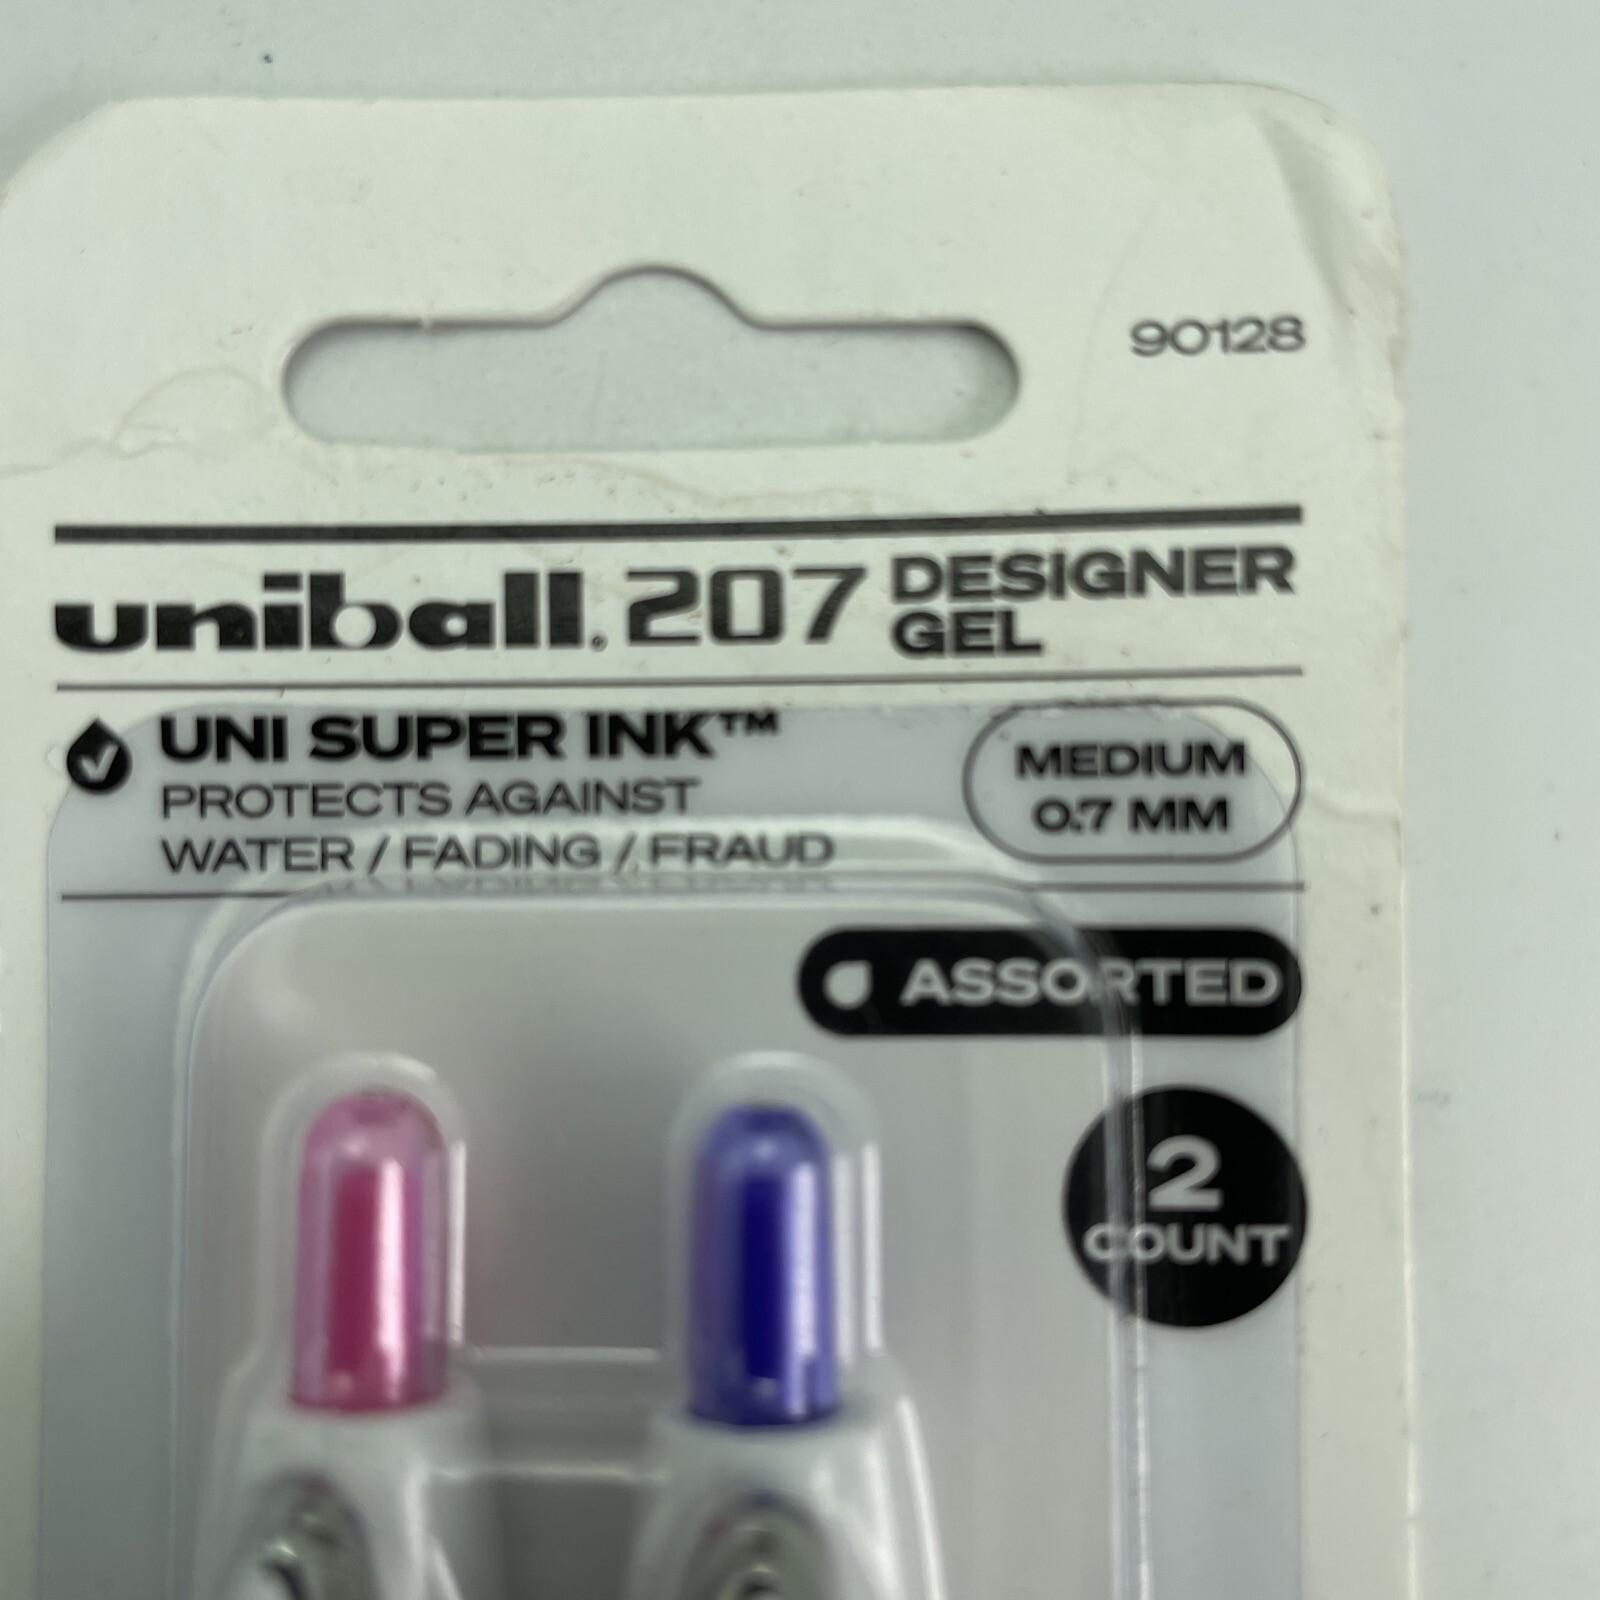 90128
uniball® 207 DESIGNER
GEL
UNI SUPER INK™
PROTECTS AGAINST
WATER / FADING / FRAUD
MEDIUM
0.7 MM
ASSORTED
2
COUNT